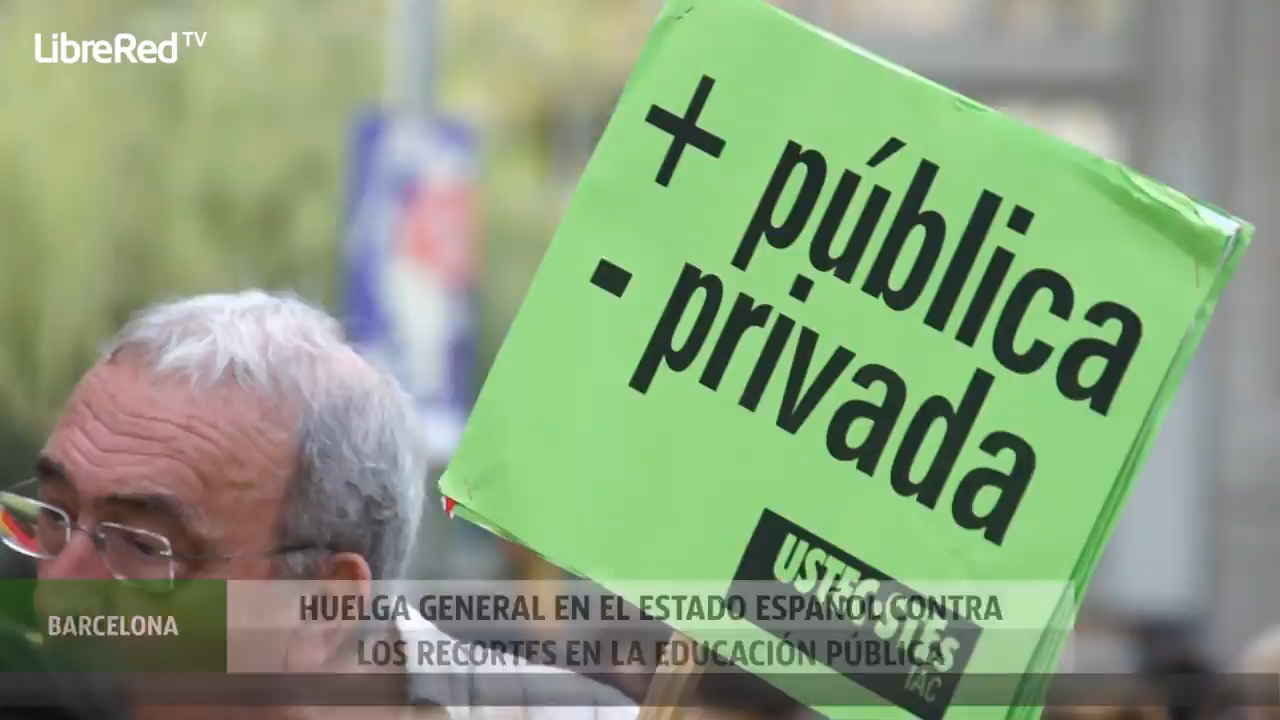 LibreRed TV
+ pública
- privada
USTEC·STEs
IAC
BARCELONA
HUELGA GENERAL EN EL ESTADO ESPAÑOL CONTRA
LOS RECORTES EN LA EDUCACIÓN PÚBLICA